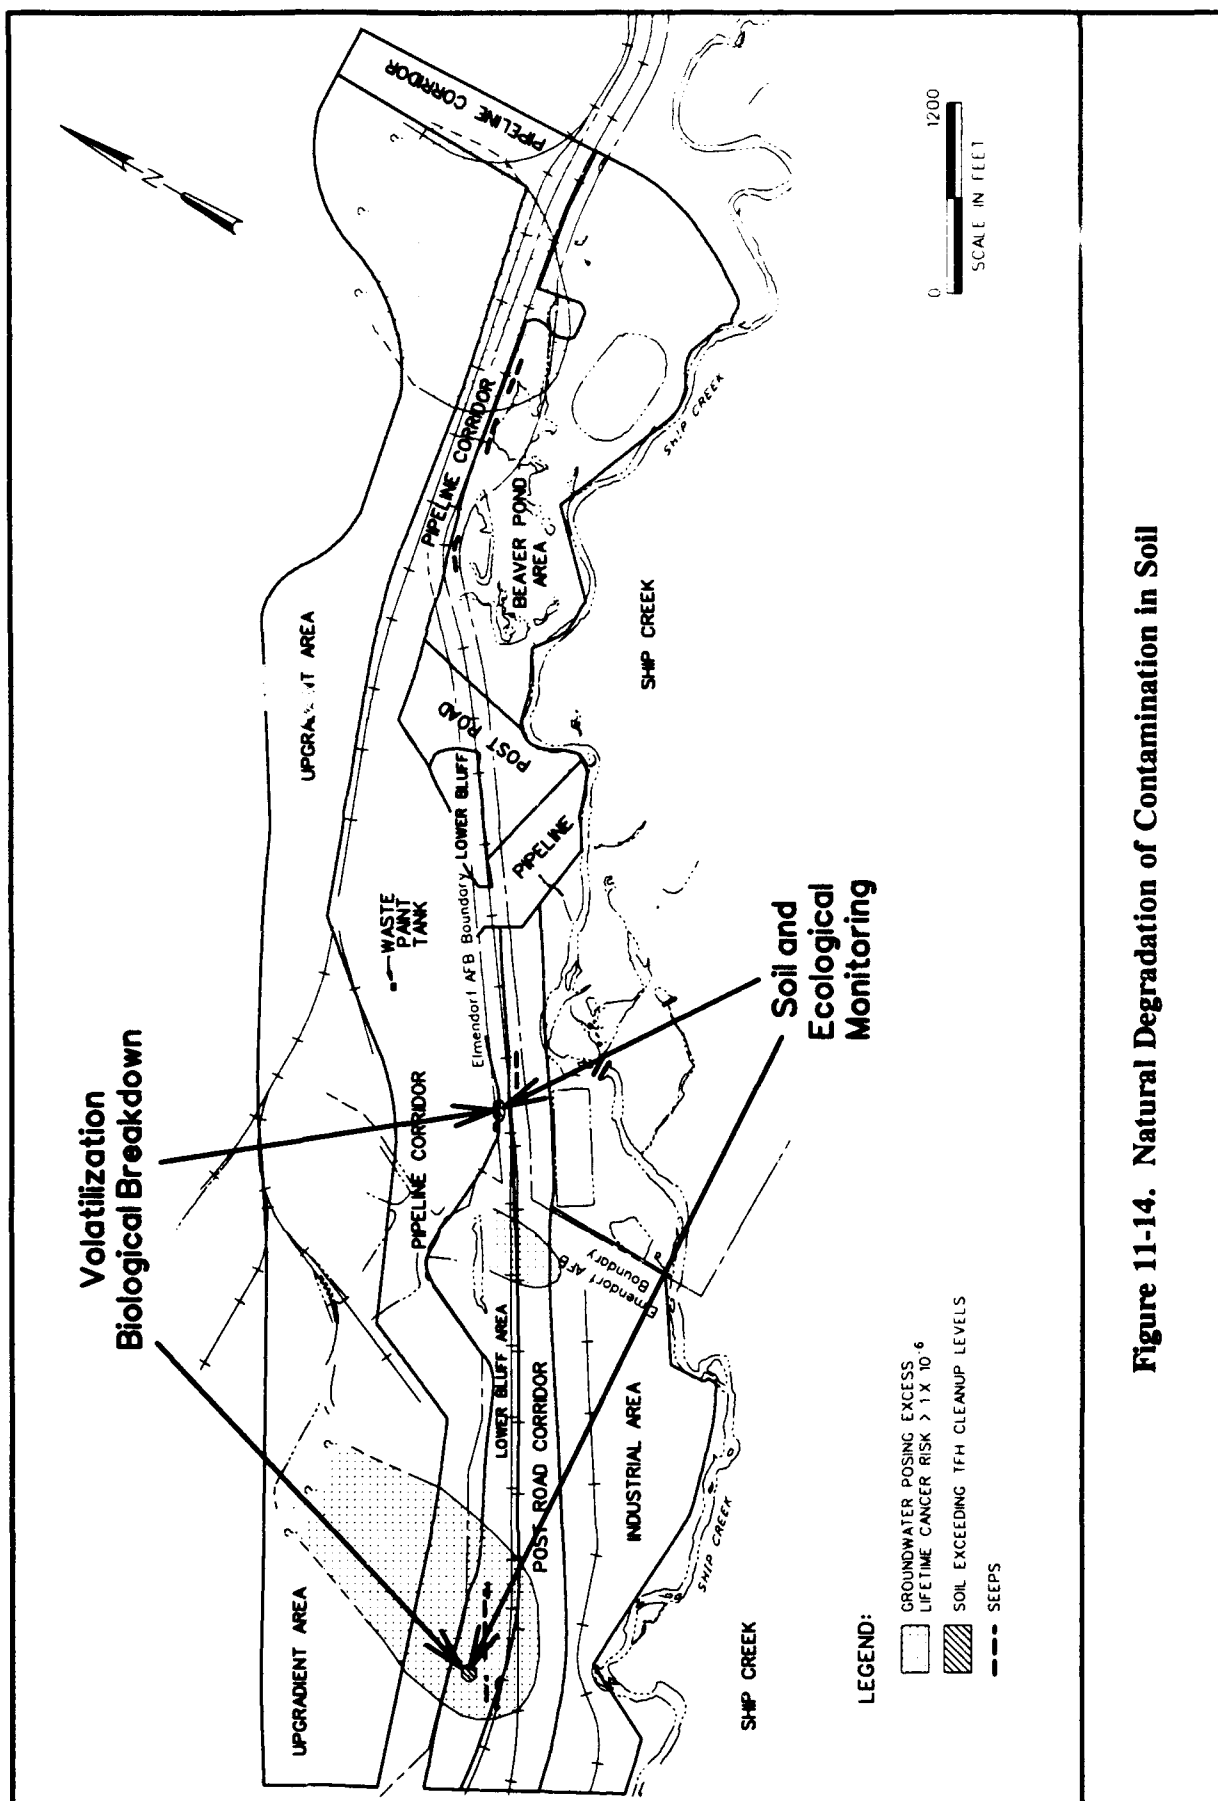 Volatilization
Biological Breakdown
UPGRADIENT AREA
UPGRADIENT AREA
PIPELINE CORRIDOR
PIPELINE CORRIDOR
PIPELINE CORRIDOR
N
?
?
?
?
?
WASTE
PAINT
TANK
Elmendorf AFB Boundary
LOWER BLUFF
POST ROAD
PIPELINE
BEAVER POND
AREA
LOWER BLUFF AREA
POST ROAD CORRIDOR
INDUSTRIAL AREA
Elmendorf AFB
Boundary
SHIP CREEK
SHIP CREEK
SHIP CREEK
SHIP CREEK
Soil and
Ecological
Monitoring
LEGEND:
GROUNDWATER POSING EXCESS
LIFETIME CANCER RISK > 1 X 10-6
SOIL EXCEEDING TFH CLEANUP LEVELS
SEEPS
0 1200
SCALE IN FEET
Figure 11-14. Natural Degradation of Contamination in Soil